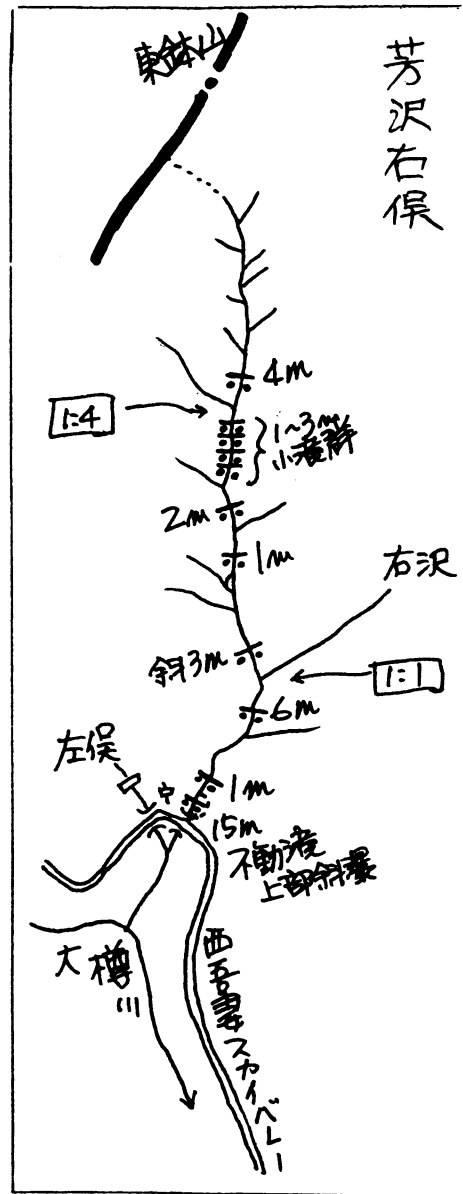 芳沢右俣
東鉢山
4m
1:4
1~3m
小滝群
2m
1m
右沢
斜3m
1:1
6m
左俣
1m
15m
不動滝
上部斜瀑
大樽川
西吾妻スカイバレー